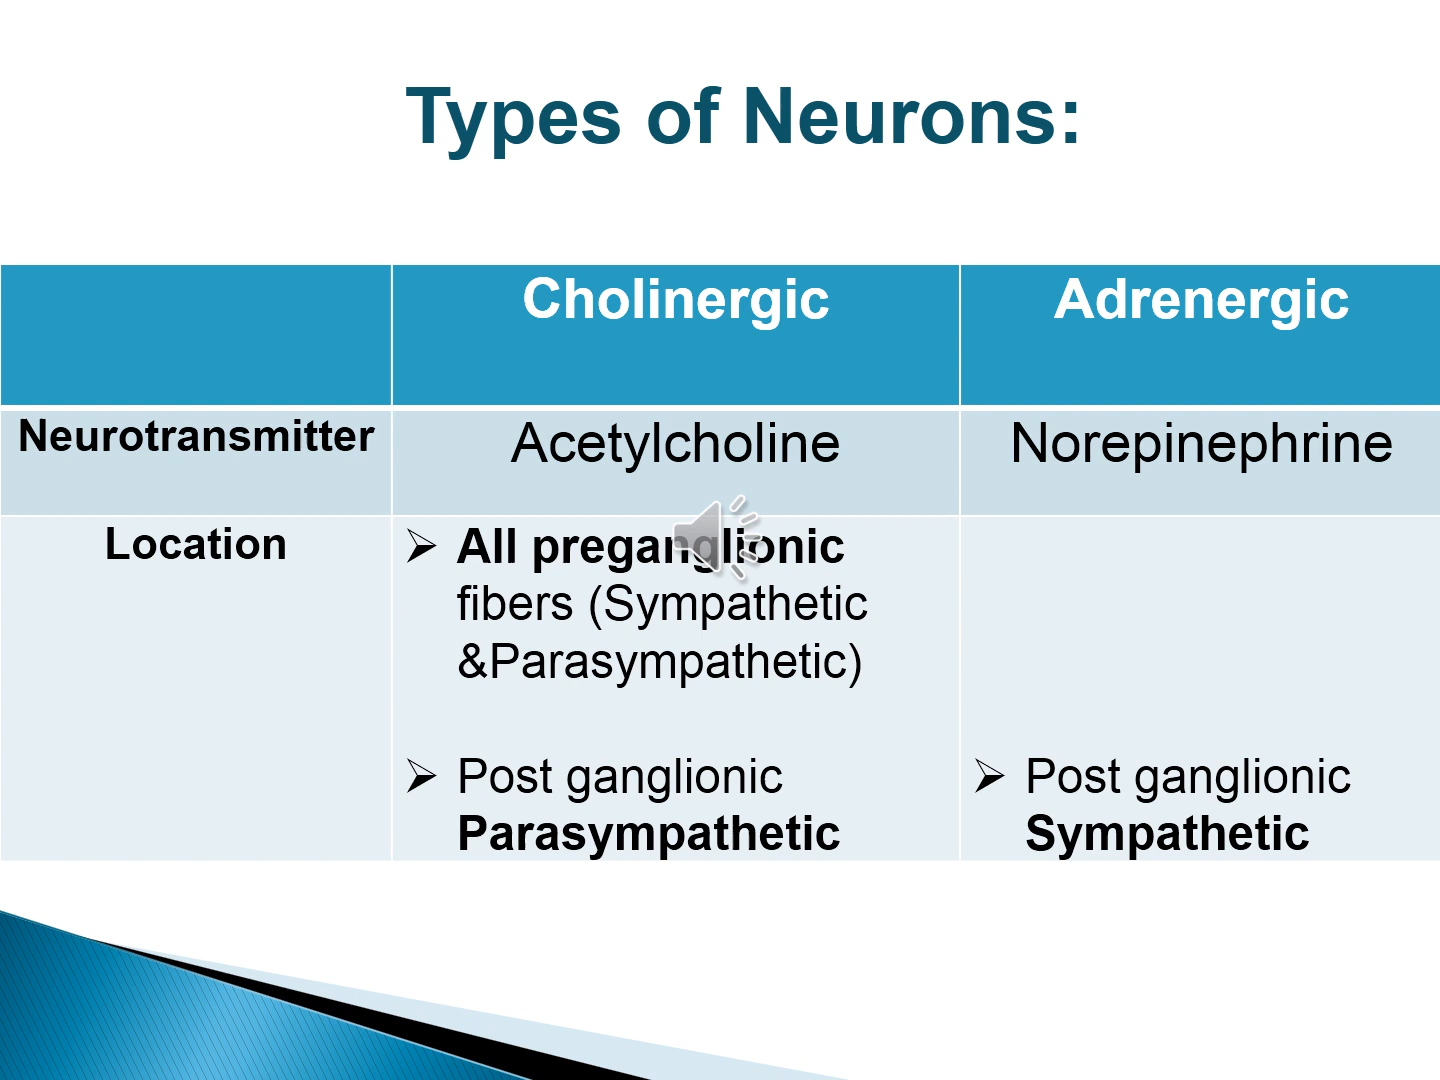 Types of Neurons:
Cholinergic Adrenergic
Neurotransmitter Acetylcholine Norepinephrine
Location
➢ All preganglionic
fibers (Sympathetic
&Parasympathetic)
➢ Post ganglionic
Parasympathetic
➢ Post ganglionic
Sympathetic